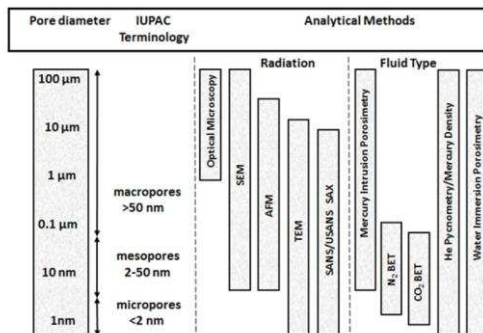 Pore diameter
IUPAC
Terminology
Analytical Methods
Radiation
Fluid Type
100 µm
10 µm
1 µm
0.1 µm
10 nm
1nm
macropores
>50 nm
mesopores
2-50 nm
micropores
<2 nm
Optical Microscopy
SEM
AFM
TEM
SANS/USANS SAX
Mercury Intrusion Porosimetry
N₂ BET
CO₂ BET
He Pycnometry/Mercury Density
Water Immersion Porosimetry